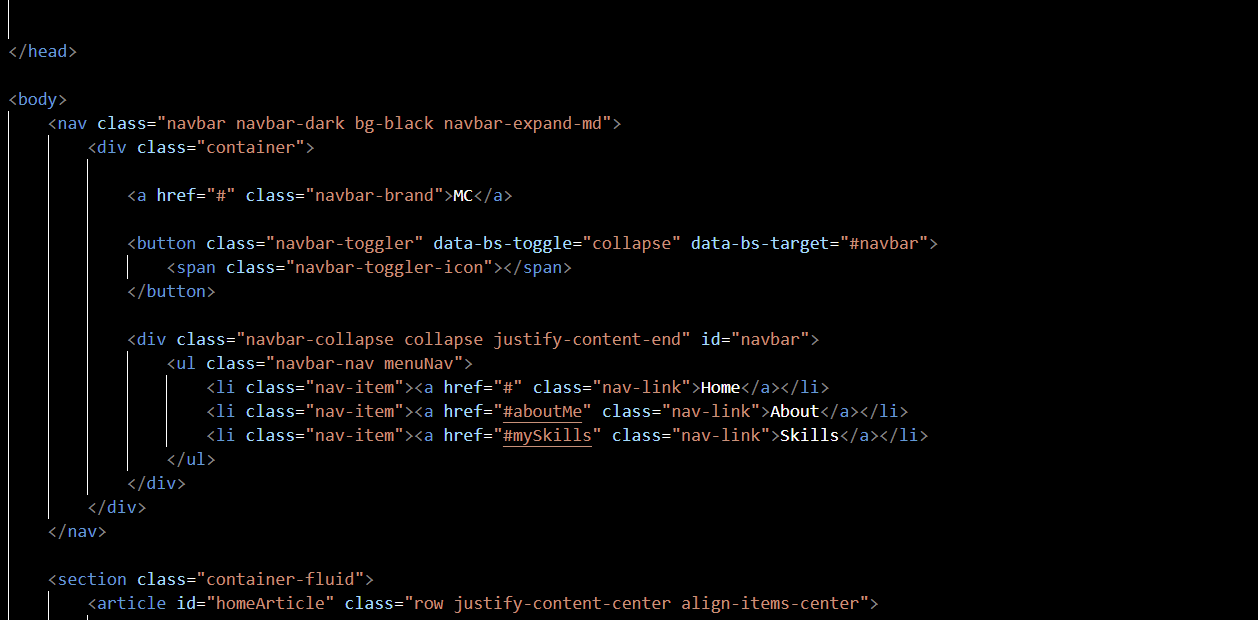 </head>
<body>
<nav class="navbar navbar-dark bg-black navbar-expand-md">
<div class="container">
<a href="#" class="navbar-brand">MC</a>
<button class="navbar-toggler" data-bs-toggle="collapse" data-bs-target="#navbar">
<span class="navbar-toggler-icon"></span>
</button>
<div class="navbar-collapse collapse justify-content-end" id="navbar">
<ul class="navbar-nav menuNav">
<li class="nav-item"><a href="#" class="nav-link">Home</a></li>
<li class="nav-item"><a href="#aboutMe" class="nav-link">About</a></li>
<li class="nav-item"><a href="#mySkills" class="nav-link">Skills</a></li>
</ul>
</div>
</div>
</nav>
<section class="container-fluid">
<article id="homeArticle" class="row justify-content-center align-items-center">